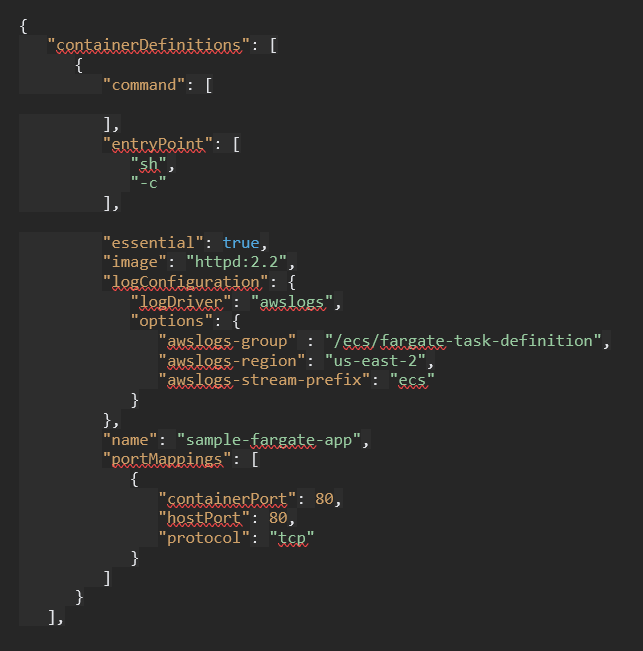 {
   "containerDefinitions": [
      {
         "command": [

         ],
         "entryPoint": [
            "sh",
            "-c"
         ],

         "essential": true,
         "image": "httpd:2.2",
         "logConfiguration": {
            "logDriver": "awslogs",
            "options": {
               "awslogs-group" : "/ecs/fargate-task-definition",
               "awslogs-region": "us-east-2",
               "awslogs-stream-prefix": "ecs"
            }
         },
         "name": "sample-fargate-app",
         "portMappings": [
            {
               "containerPort": 80,
               "hostPort": 80,
               "protocol": "tcp"
            }
         ]
      }
   ],